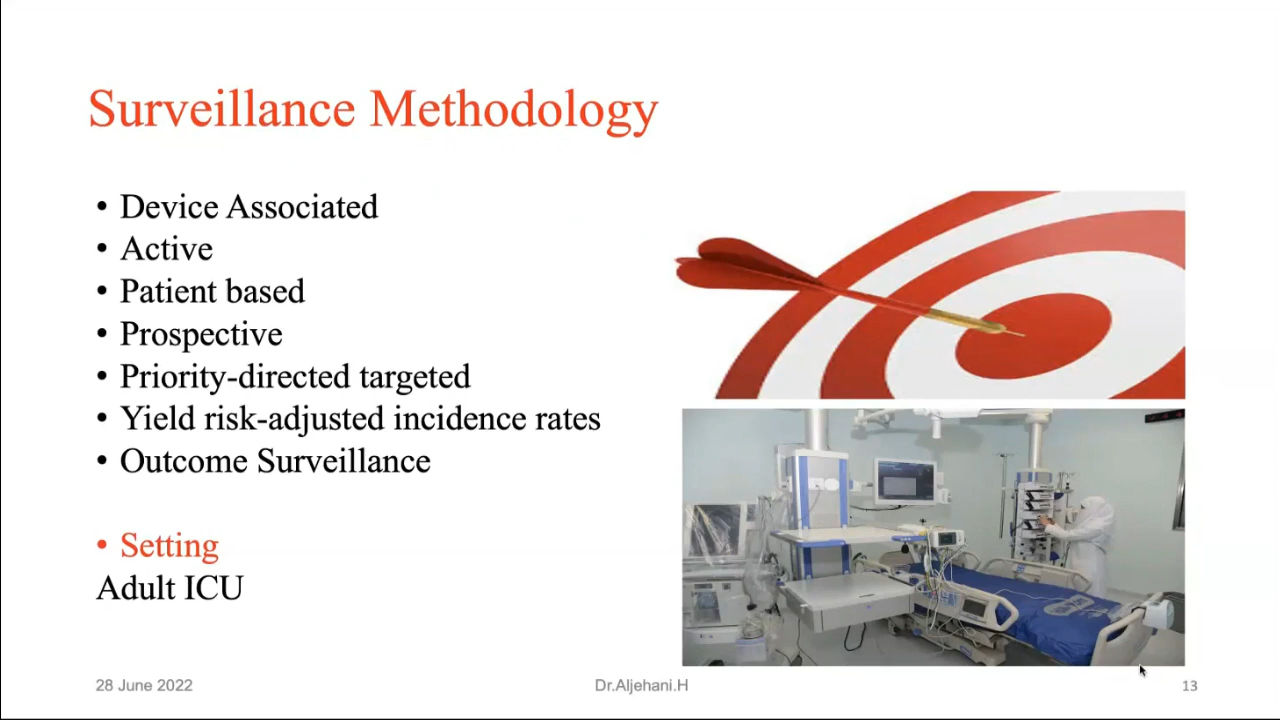 Surveillance Methodology
• Device Associated
• Active
• Patient based
• Prospective
• Priority-directed targeted
• Yield risk-adjusted incidence rates
• Outcome Surveillance
• Setting
Adult ICU
28 June 2022
Dr.Aljehani.H
13